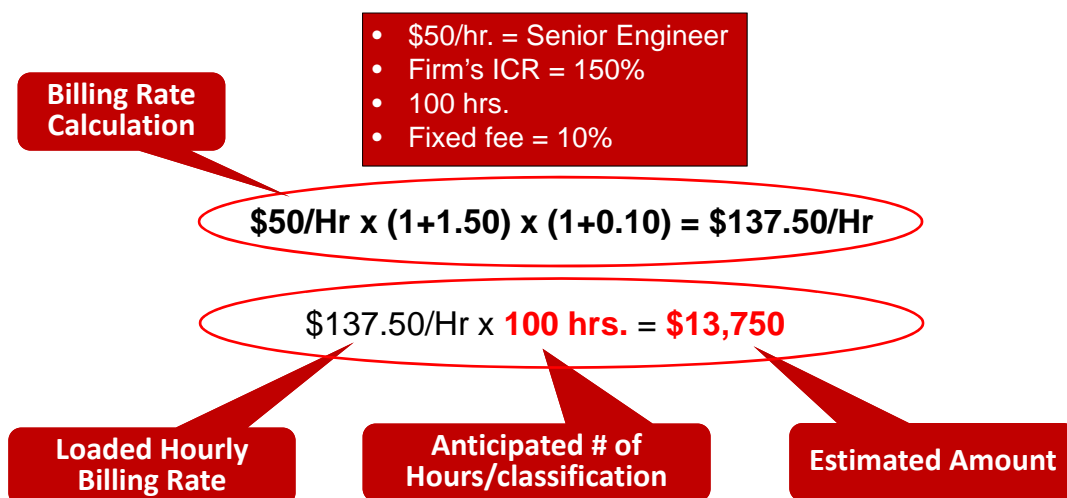 • $50/hr. = Senior Engineer
• Firm’s ICR = 150%
• 100 hrs.
• Fixed fee = 10%
Billing Rate
Calculation
$50/Hr x (1+1.50) x (1+0.10) = $137.50/Hr
$137.50/Hr x 100 hrs. = $13,750
Loaded Hourly
Billing Rate
Anticipated # of
Hours/classification
Estimated Amount